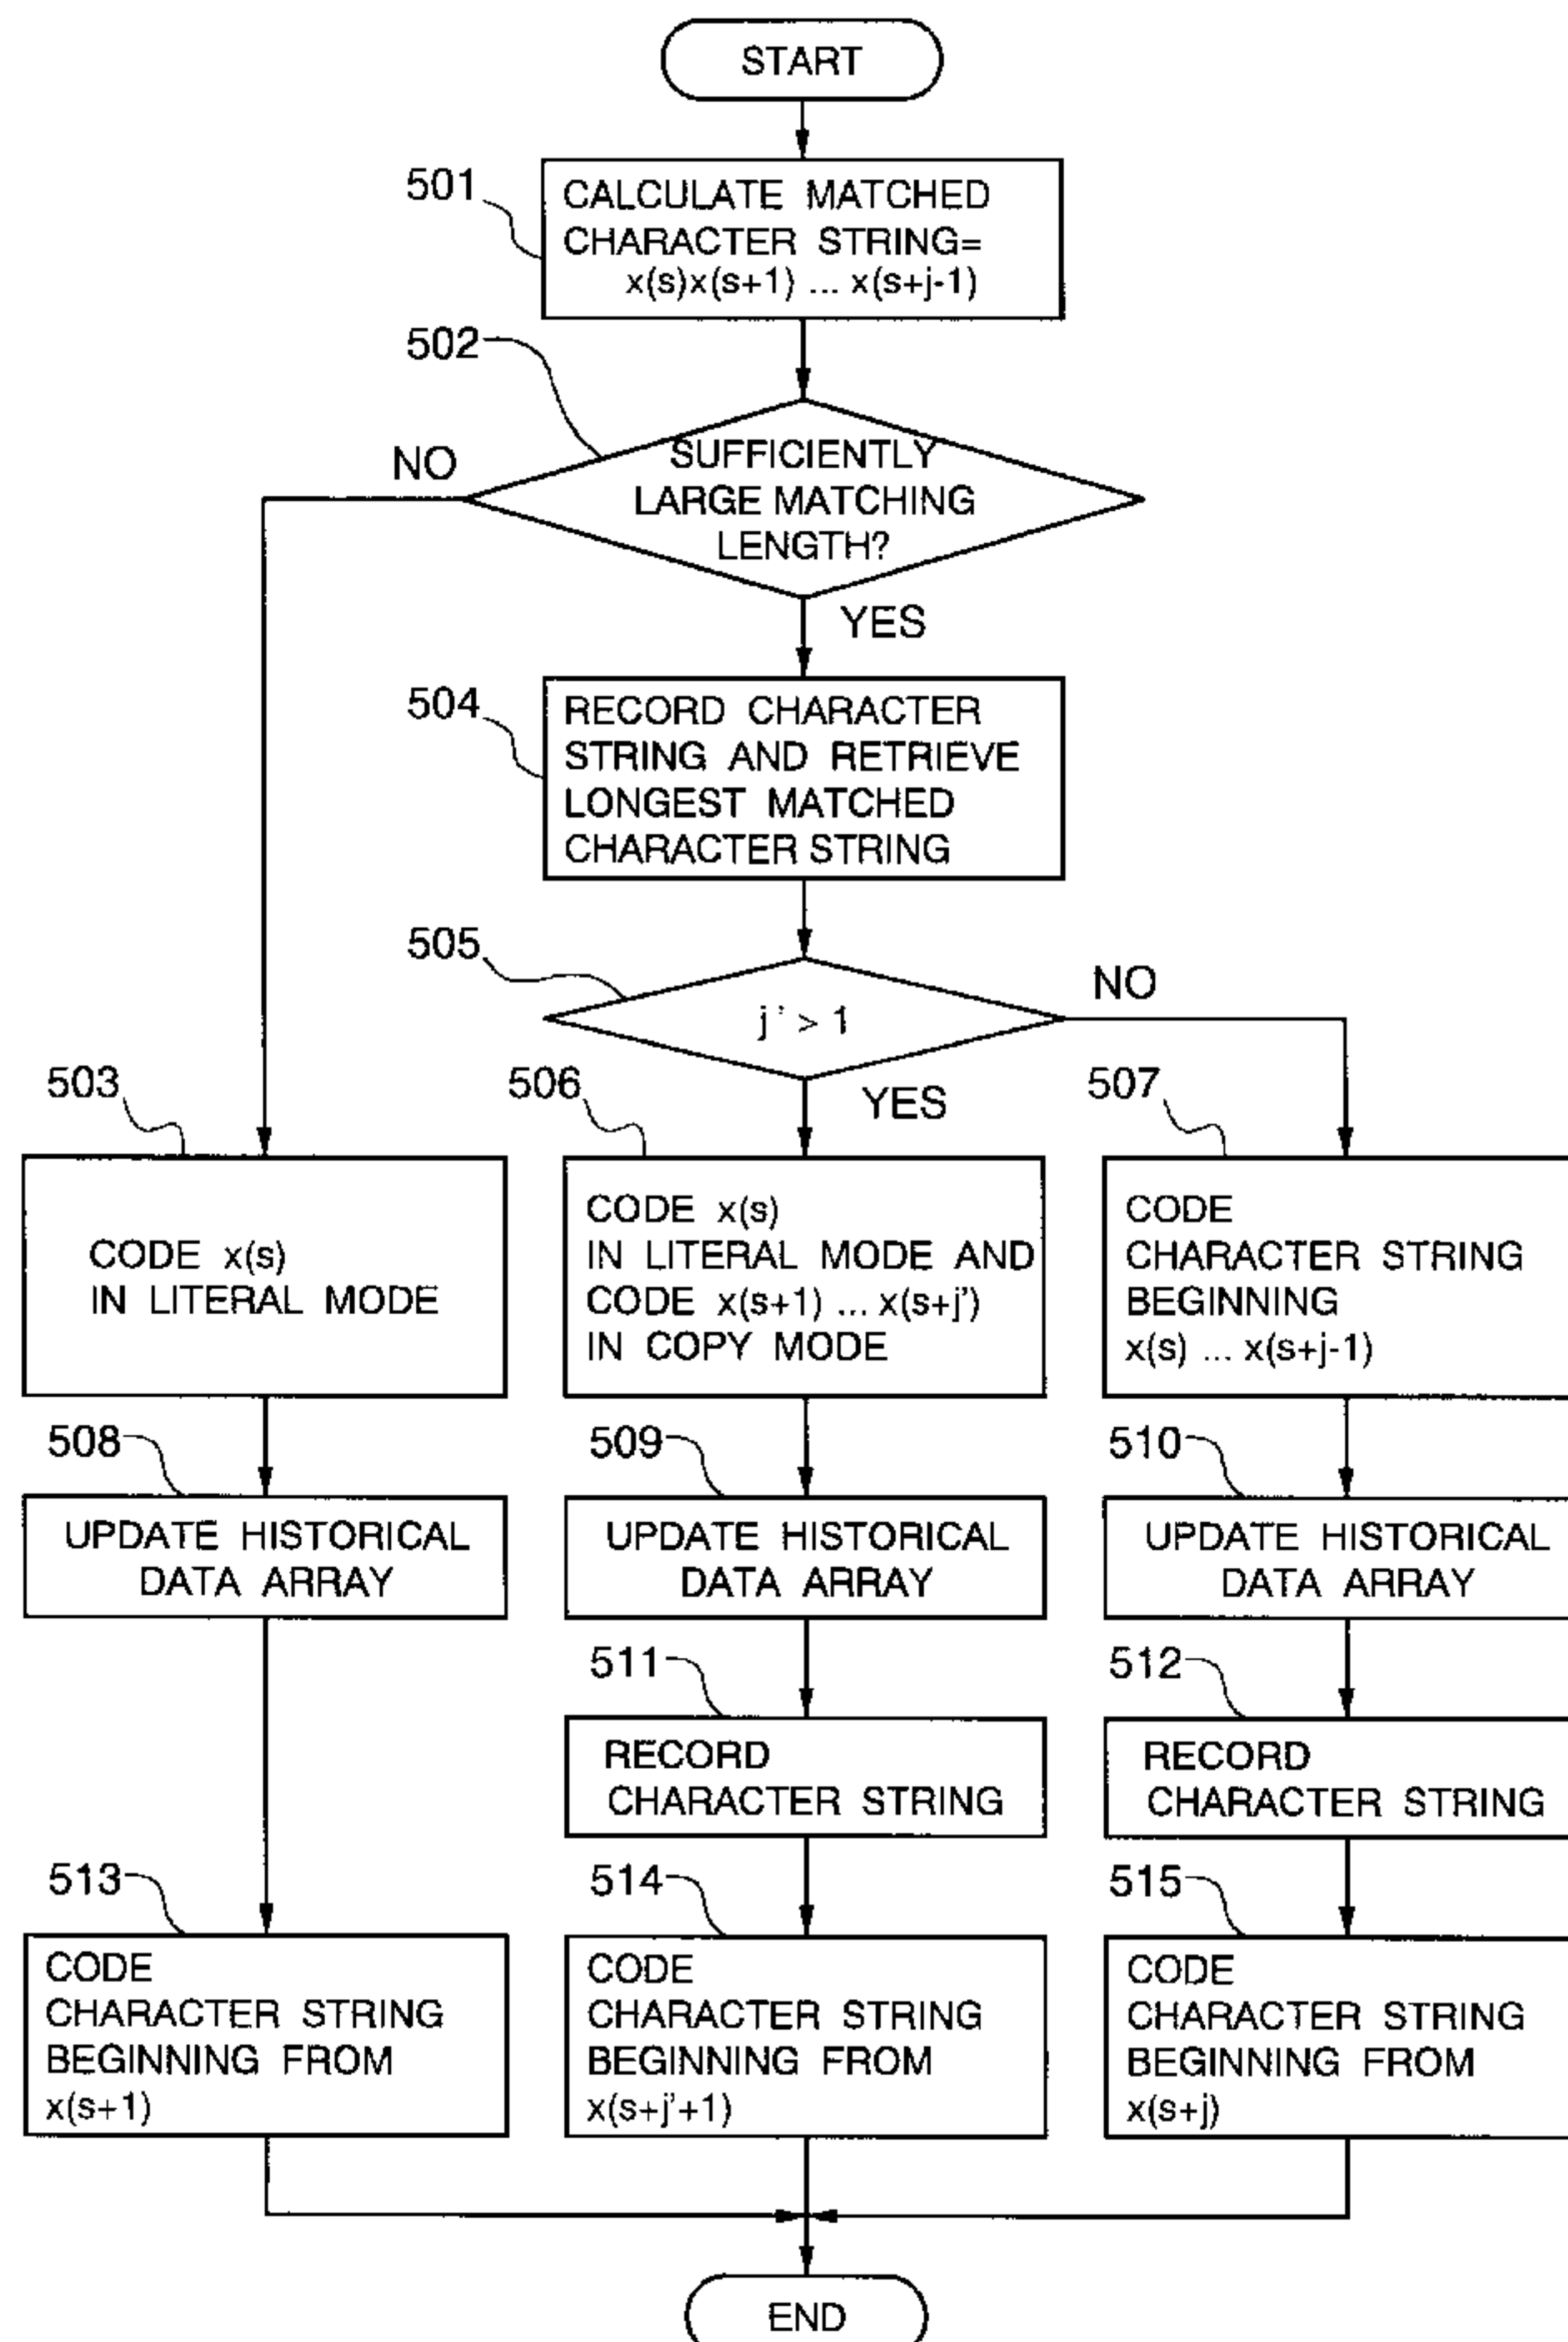 START
501
CALCULATE MATCHED
CHARACTER STRING=
x(s)x(s+1) ... x(s+j-1)
502
NO
SUFFICIENTLY
LARGE MATCHING
LENGTH?
YES
504
RECORD CHARACTER
STRING AND RETRIEVE
LONGEST MATCHED
CHARACTER STRING
505
j' > 1
NO
YES
503
CODE x(s)
IN LITERAL MODE
506
CODE x(s)
IN LITERAL MODE AND
CODE x(s+1) ... x(s+j')
IN COPY MODE
507
CODE
CHARACTER STRING
BEGINNING
x(s) ... x(s+j-1)
508
UPDATE HISTORICAL
DATA ARRAY
509
UPDATE HISTORICAL
DATA ARRAY
510
UPDATE HISTORICAL
DATA ARRAY
511
RECORD
CHARACTER STRING
512
RECORD
CHARACTER STRING
513
CODE
CHARACTER STRING
BEGINNING FROM
x(s+1)
514
CODE
CHARACTER STRING
BEGINNING FROM
x(s+j'+1)
515
CODE
CHARACTER STRING
BEGINNING FROM
x(s+j)
END